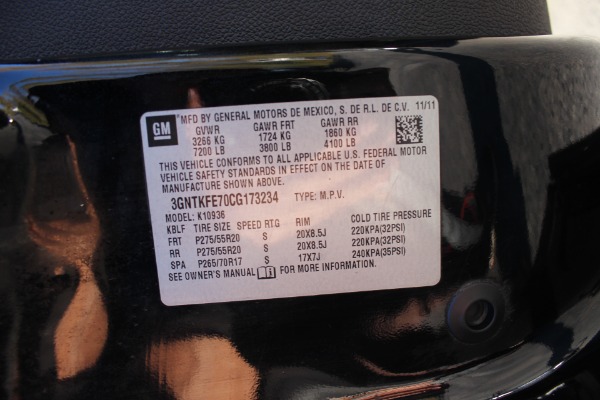 GM
MFD BY GENERAL MOTORS DE MEXICO, S. DE R.L. DE C.V. 11/11
GVWR GAWR FRT GAWR RR
3266 KG 1724 KG 1860 KG
7200 LB 3800 LB 4100 LB
THIS VEHICLE CONFORMS TO ALL APPLICABLE U.S. FEDERAL MOTOR
VEHICLE SAFETY STANDARDS IN EFFECT ON THE DATE OF
MANUFACTURE SHOWN ABOVE.
3GNTKFE70CG173234 TYPE: M.P.V.
MODEL: K10936
KBLF TIRE SIZE SPEED RTG RIM COLD TIRE PRESSURE
FRT P275/55R20 S 20X8.5J 220KPA(32PSI)
RR P275/55R20 S 20X8.5J 220KPA(32PSI)
SPA P265/70R17 S 17X7J 240KPA(35PSI)
SEE OWNER'S MANUAL FOR MORE INFORMATION.